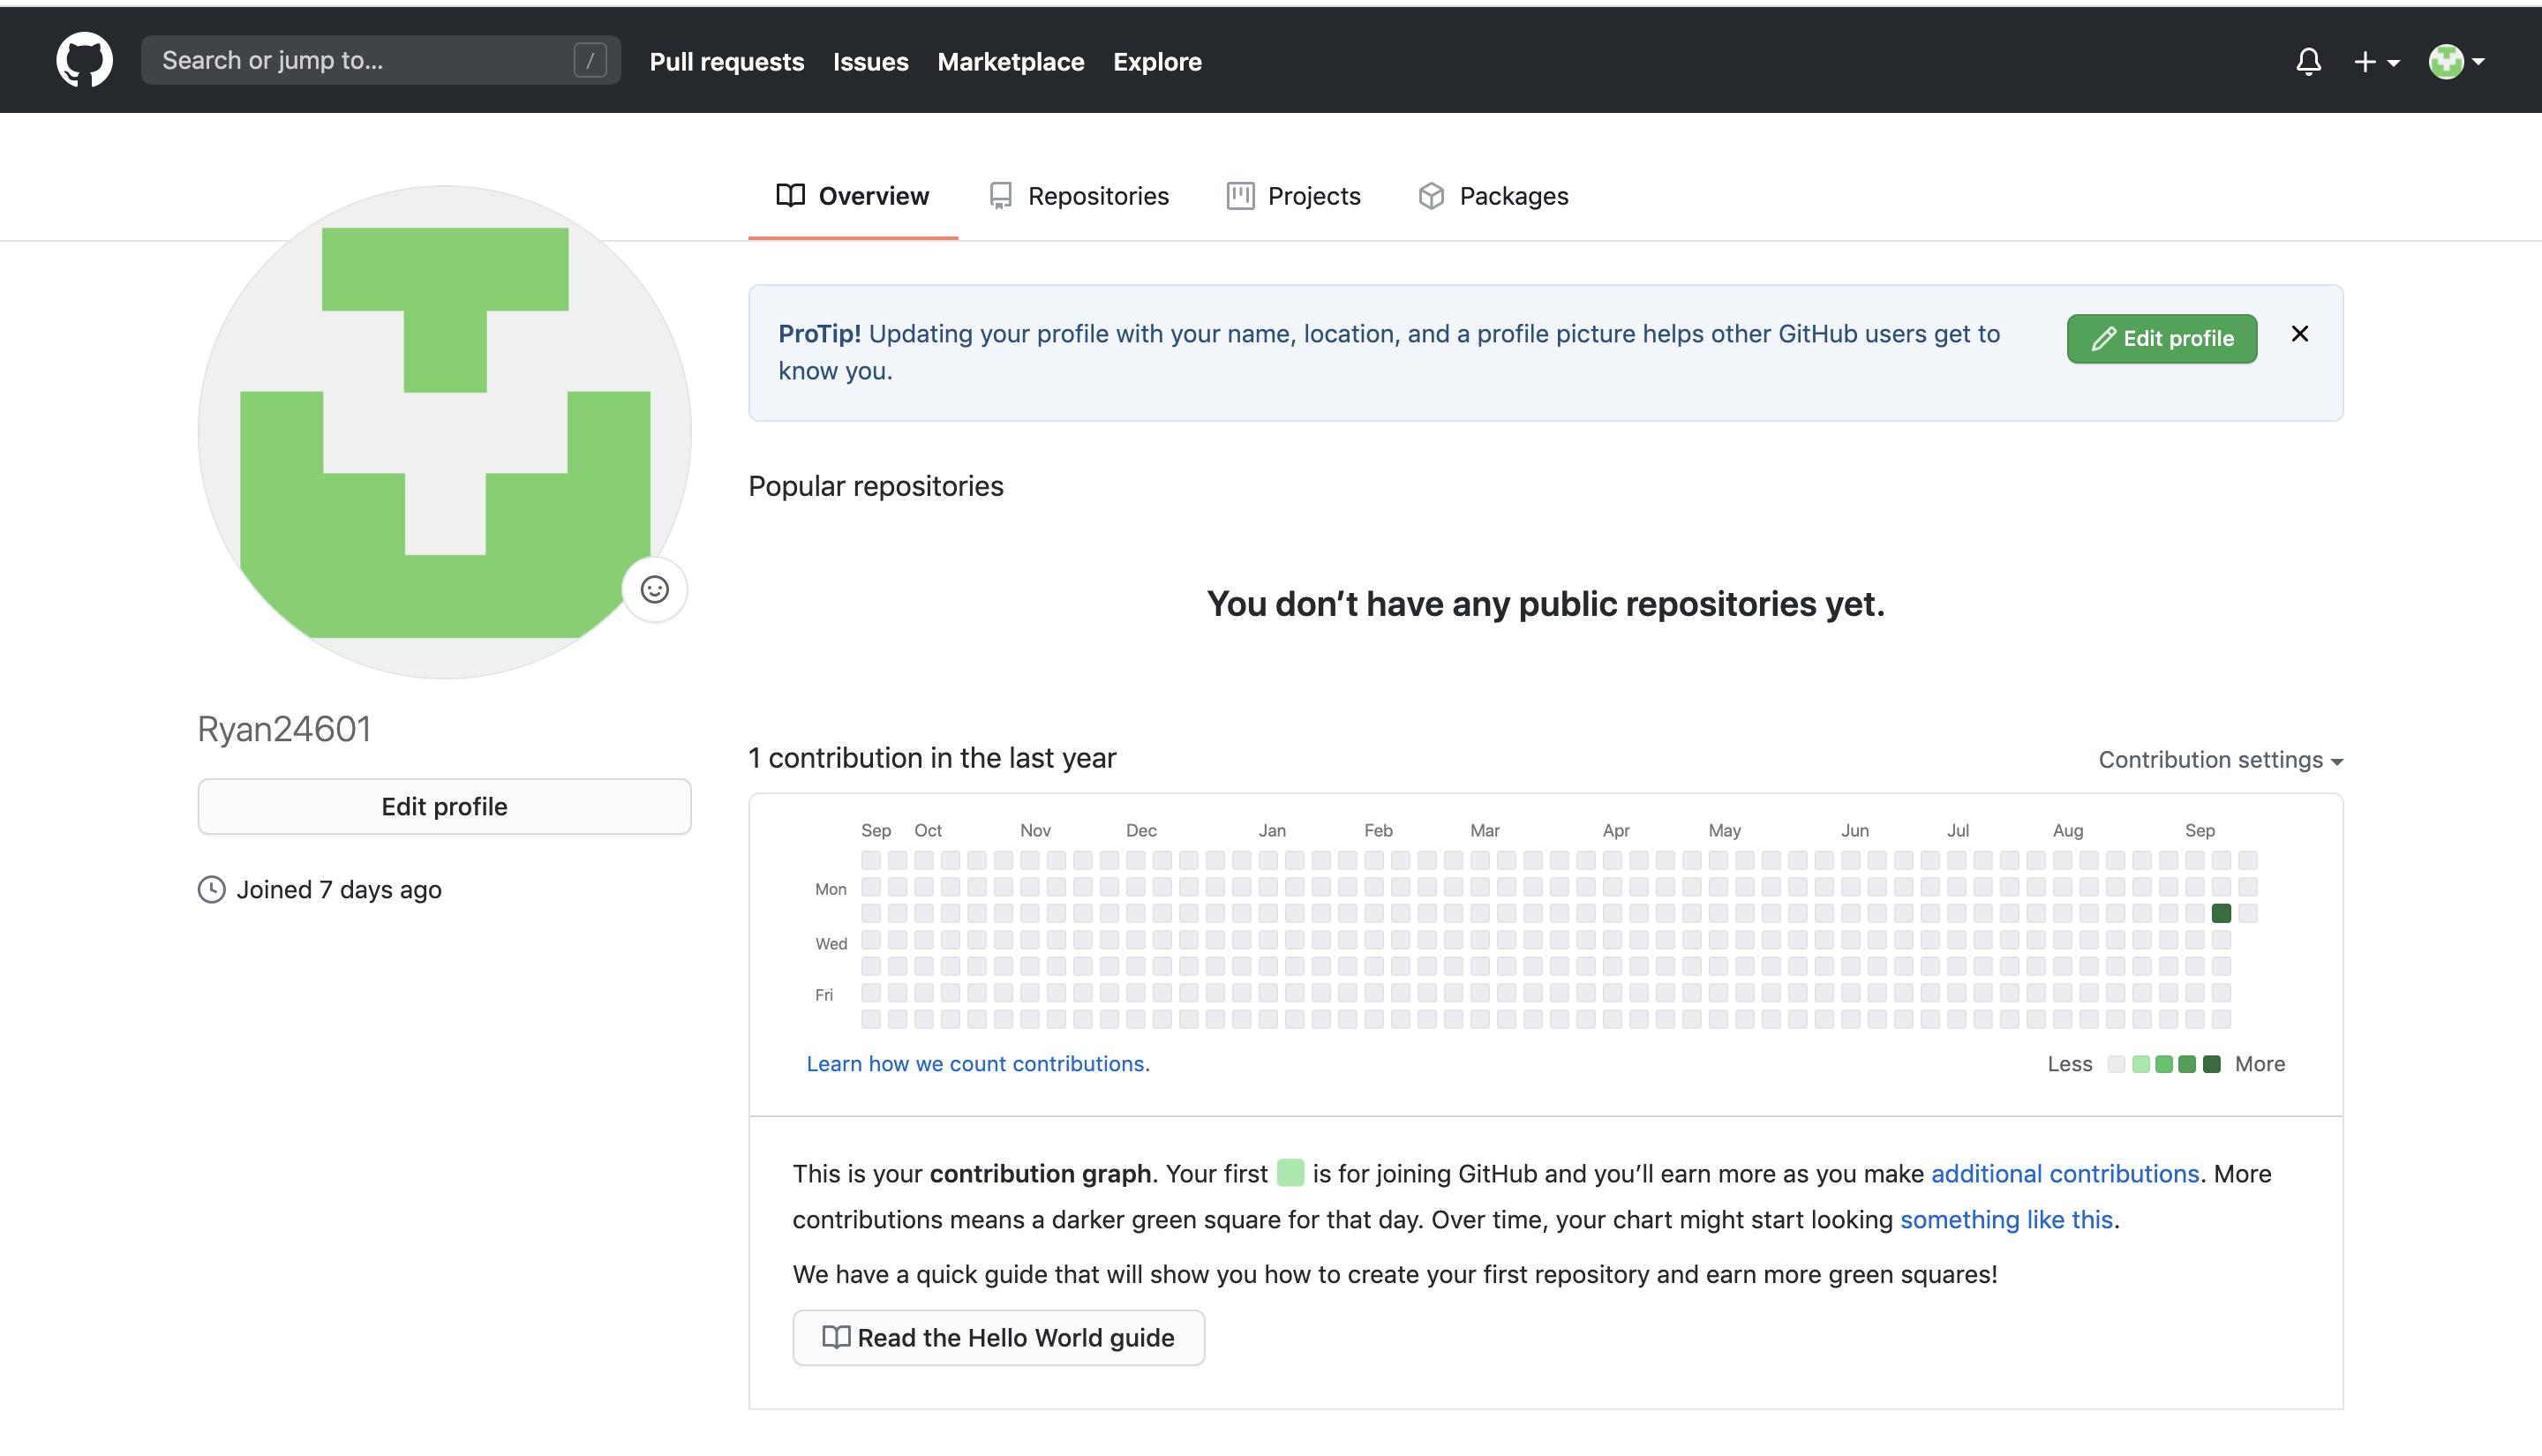 Search or jump to... /
Pull requests Issues Marketplace Explore
Overview Repositories Projects Packages
ProTip! Updating your profile with your name, location, and a profile picture helps other GitHub users get to
know you.
Edit profile
Popular repositories
You don’t have any public repositories yet.
Ryan24601
Edit profile
Joined 7 days ago
1 contribution in the last year
Contribution settings
Sep Oct Nov Dec Jan Feb Mar Apr May Jun Jul Aug Sep
Mon
Wed
Fri
Learn how we count contributions.
Less More
This is your contribution graph. Your first is for joining GitHub and you’ll earn more as you make additional contributions. More
contributions means a darker green square for that day. Over time, your chart might start looking something like this.
We have a quick guide that will show you how to create your first repository and earn more green squares!
Read the Hello World guide